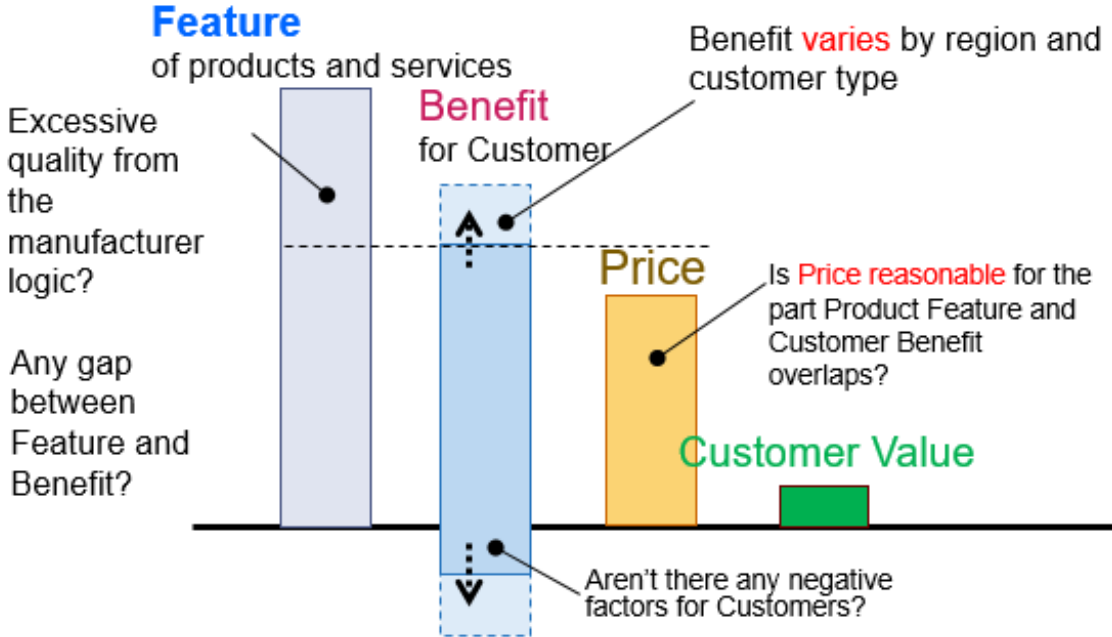 Feature
of products and services
Benefit varies by region and
customer type
Benefit
for Customer
Excessive
quality from
the
manufacturer
logic?
Any gap
between
Feature and
Benefit?
Price
Is Price reasonable for the
part Product Feature and
Customer Benefit
overlaps?
Customer Value
Aren't there any negative
factors for Customers?